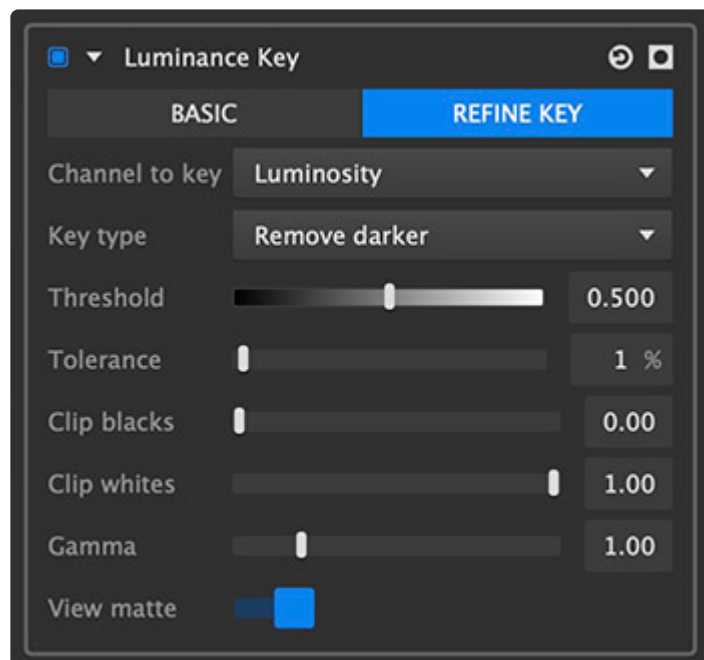 Luminance Key
BASIC REFINE KEY
Channel to key Luminosity
Key type Remove darker
Threshold 0.500
Tolerance 1 %
Clip blacks 0.00
Clip whites 1.00
Gamma 1.00
View matte